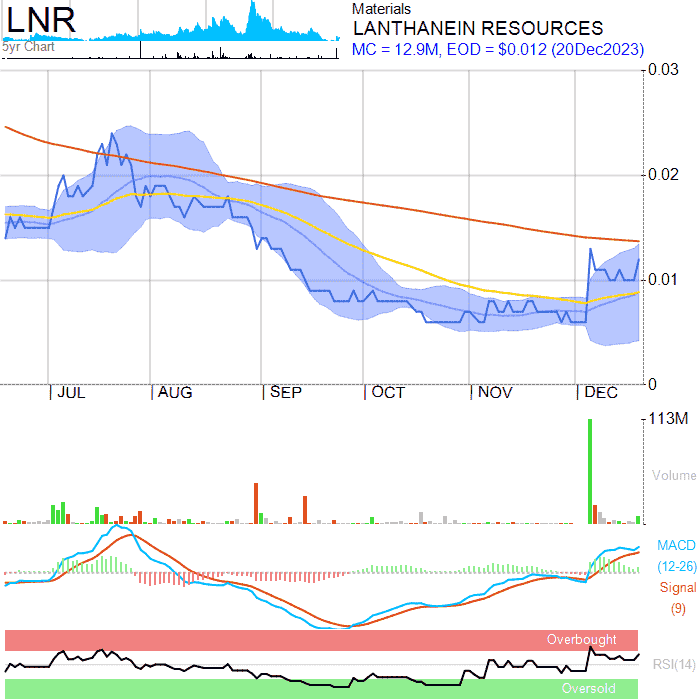 LNR
5yr Chart
Materials
LANTHANEIN RESOURCES
MC = 12.9M, EOD = $0.012 (20Dec2023)
0.03
0.02
0.01
0
JUL AUG SEP OCT NOV DEC
113M
Volume
MACD
(12-26)
Signal
(9)
Overbought
RSI(14)
Oversold